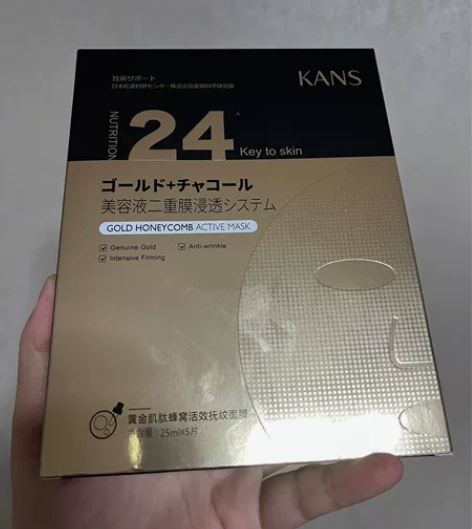 技術サポート
KANS
NUTRITION
24
Key to skin
ゴールド+チャコール
美容液二重膜浸透システム
GOLD HONEYCOMB ACTIVE MASK
Genuine Gold
Anti-wrinkle
Intensive Firming
黄金肌肽蜂窝活效抚纹面膜
净含量：25ml×5片